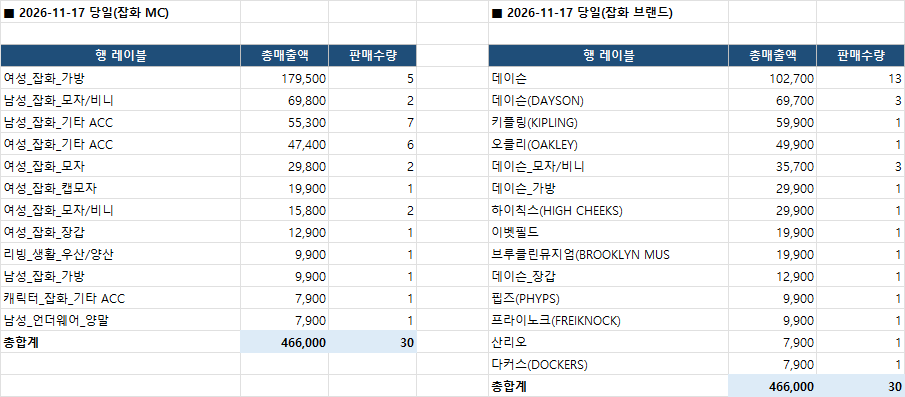 ■ 2026-11-17 당일(잡화 MC)
행 레이블 총매출액 판매수량
여성_잡화_가방 179,500 5
남성_잡화_모자/비니 69,800 2
남성_잡화_기타 ACC 55,300 7
여성_잡화_기타 ACC 47,400 6
여성_잡화_모자 29,800 2
여성_잡화_캡모자 19,900 1
여성_잡화_모자/비니 15,800 2
여성_잡화_장갑 12,900 1
리빙_생활_우산/양산 9,900 1
남성_잡화_가방 9,900 1
캐릭터_잡화_기타 ACC 7,900 1
남성_언더웨어_양말 7,900 1
총합계 466,000 30
■ 2026-11-17 당일(잡화 브랜드)
행 레이블 총매출액 판매수량
데이슨 102,700 13
데이슨(DAYSON) 69,700 3
키플링(KIPLING) 59,900 1
오클리(OAKLEY) 49,900 1
데이슨_모자/비니 35,700 3
데이슨_가방 29,900 1
하이칙스(HIGH CHEEKS) 29,900 1
이벳필드 19,900 1
브루클린뮤지엄(BROOKLYN MUS 19,900 1
데이슨_장갑 12,900 1
핍즈(PHYPS) 9,900 1
프라이노크(FREIKNOCK) 9,900 1
산리오 7,900 1
다커스(DOCKERS) 7,900 1
총합계 466,000 30